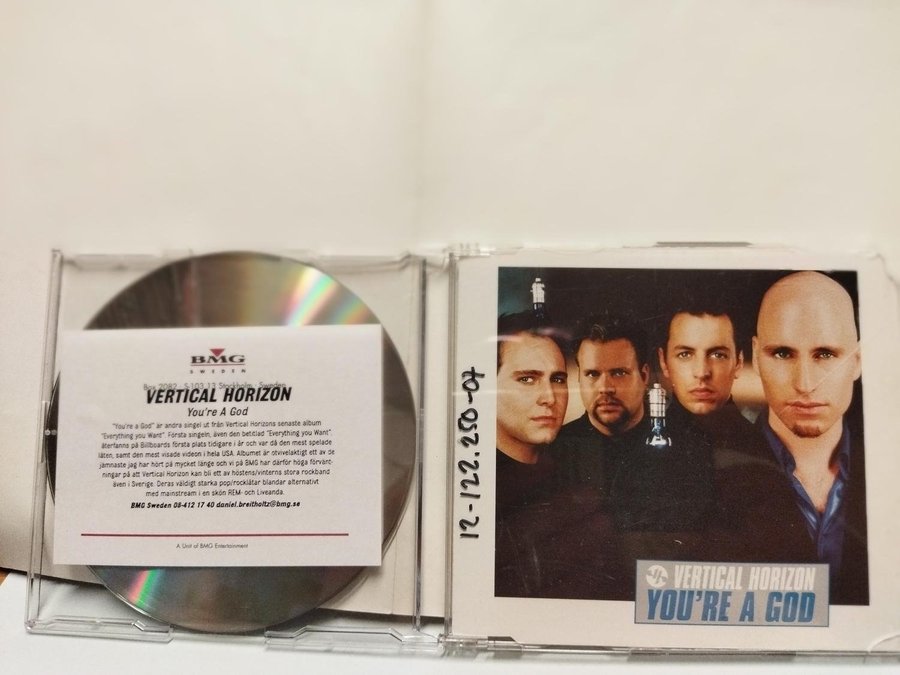 BMG
SWEDEN
Box 7082 S-103 13 Stockholm Sweden
VERTICAL HORIZON
You're A God
"You're a God" är andra singel ut från Vertical Horizons senaste album
"Everything you Want". Första singeln, även den betitlad "Everything you Want",
återfanns på Billboards första plats tidigare i år och var då den mest spelade
låten, samt den mest visade videon i hela USA. Albumet är otvivelaktigt ett av de
jämnaste jag har hört på mycket länge och vi på BMG har därför höga förvänt-
ningar på att Vertical Horizon kan bli ett av höstens/vinterns stora rockband
även i Sverige. Deras väldigt starka pop/rocklåtar blandar alternativt
med mainstream i en skön REM- och Liveanda.
BMG Sweden 08-412 17 40 daniel.breitholtz@bmg.se
A Unit of BMG Entertainment
12-122.250-07
VERTICAL HORIZON
YOU'RE A GOD